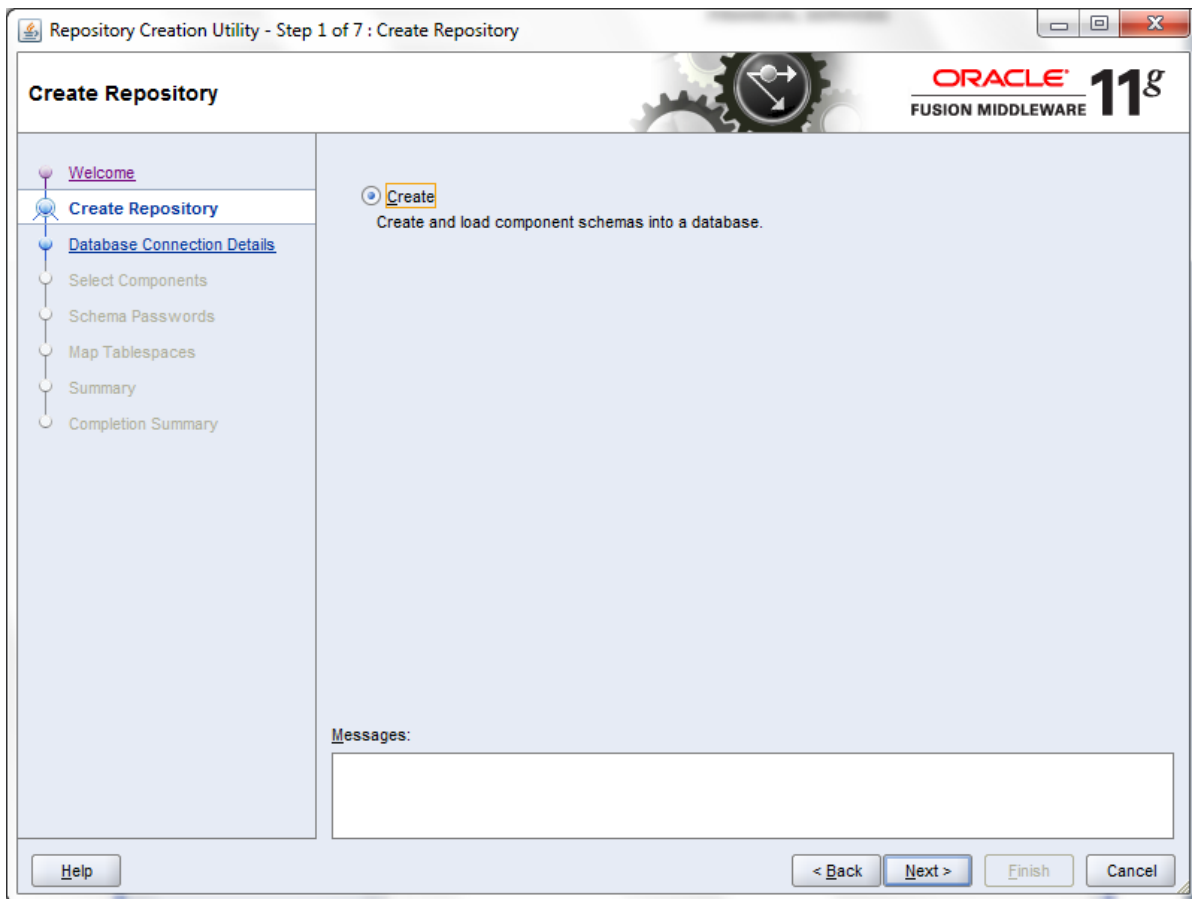 Repository Creation Utility - Step 1 of 7 : Create Repository
Create Repository
ORACLE
FUSION MIDDLEWARE 11g
Welcome
Create Repository
Database Connection Details
Select Components
Schema Passwords
Map Tablespaces
Summary
Completion Summary
Create
Create and load component schemas into a database.
Messages:
Help
< Back
Next >
Finish
Cancel